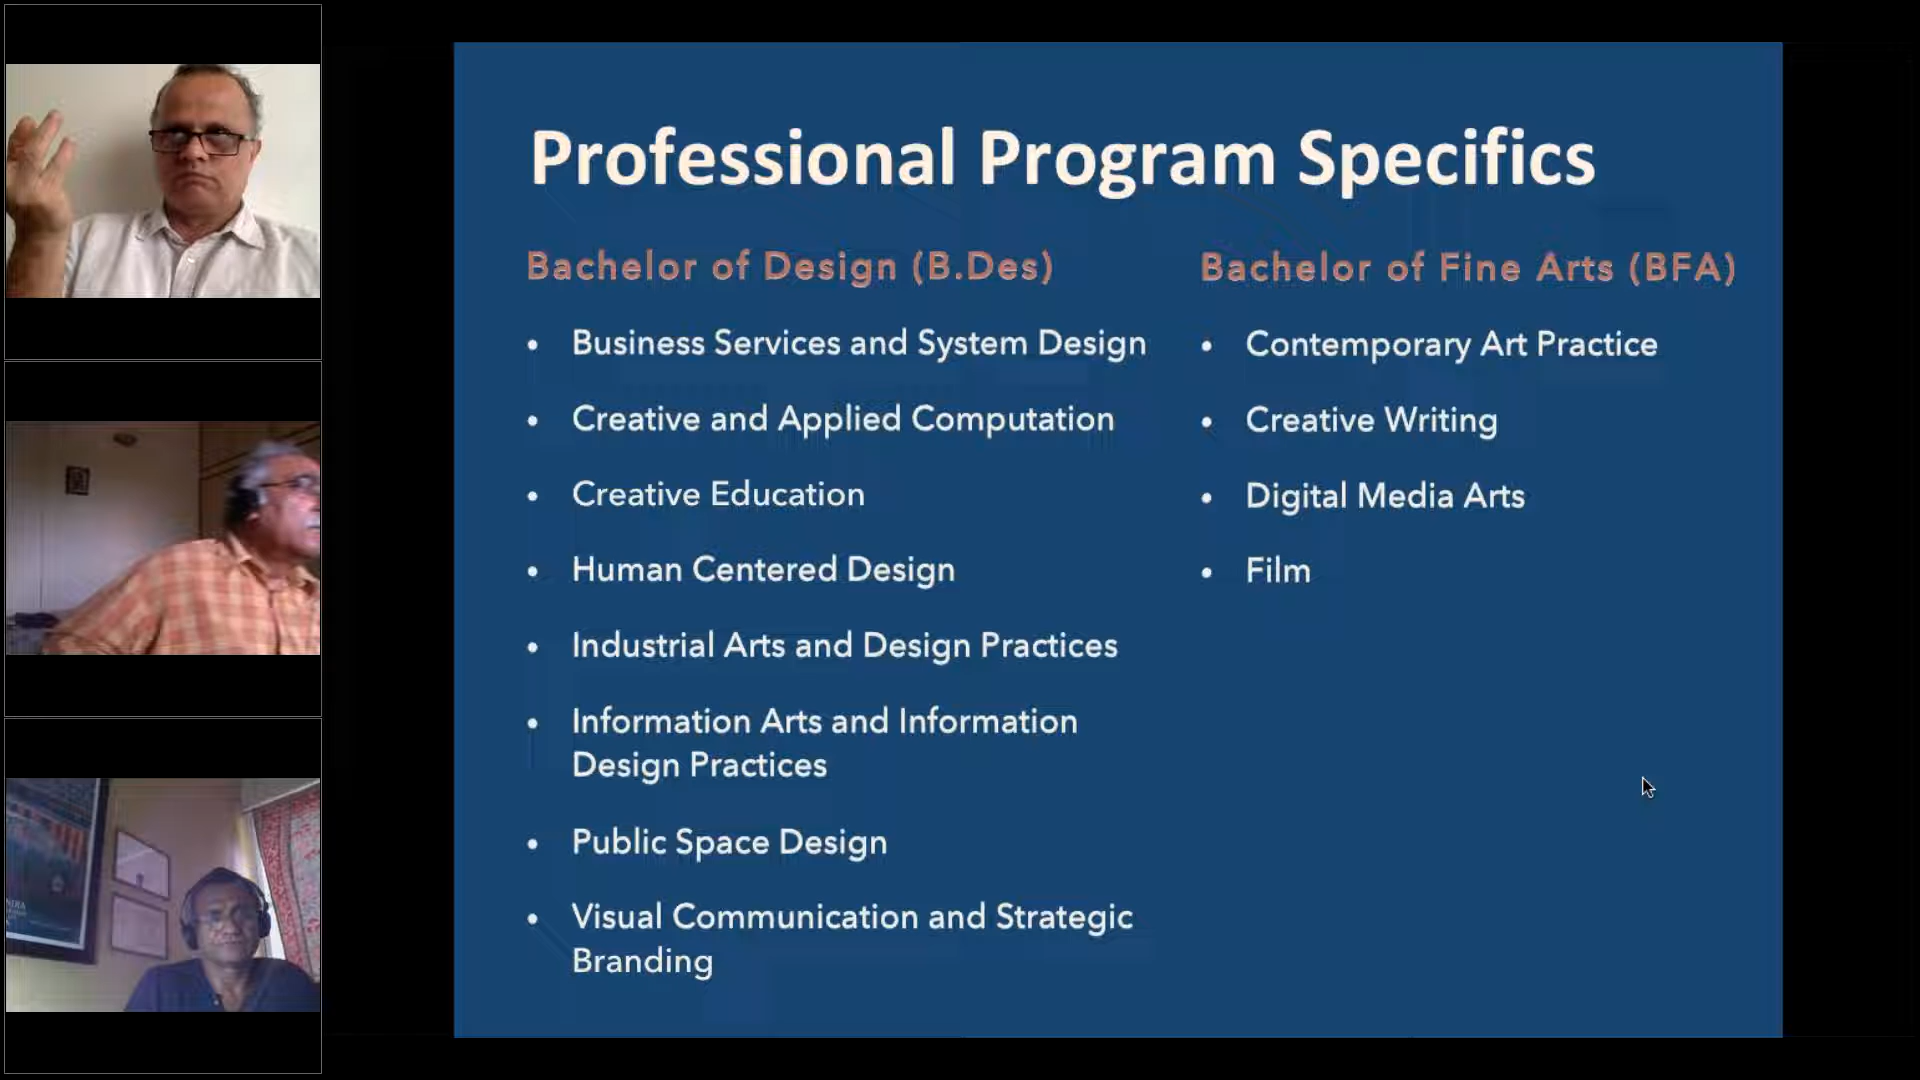 Professional Program Specifics
Bachelor of Design (B.Des)
• Business Services and System Design
• Creative and Applied Computation
• Creative Education
• Human Centered Design
• Industrial Arts and Design Practices
• Information Arts and Information
Design Practices
• Public Space Design
• Visual Communication and Strategic
Branding
Bachelor of Fine Arts (BFA)
• Contemporary Art Practice
• Creative Writing
• Digital Media Arts
• Film